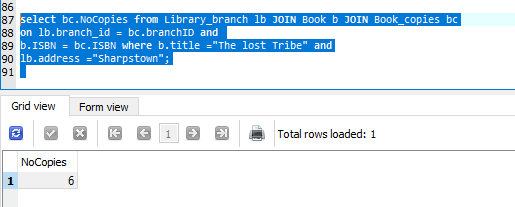 86
87 select bc.NoCopies from Library_branch lb JOIN Book b JOIN Book_copies bc
88 on lb.branch_id = bc.branchID and
89 b.ISBN = bc.ISBN where b.title ="The lost Tribe" and
90 lb.address ="Sharpstown";
91
Grid view Form view
1 Total rows loaded: 1
NoCopies
1 6